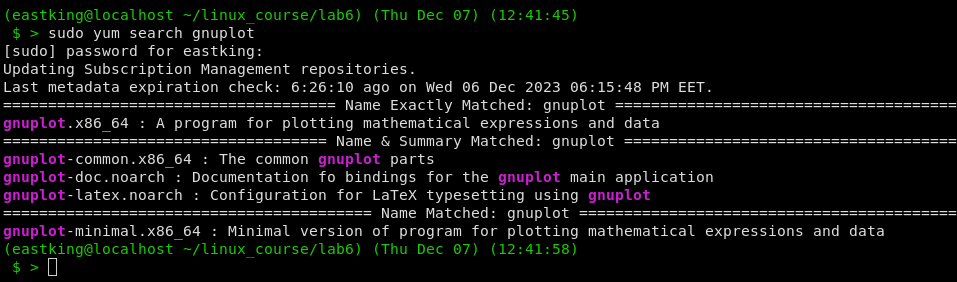 (eastking@localhost ~/linux_course/lab6) (Thu Dec 07) (12:41:45)
$ > sudo yum search gnuplot
[sudo] password for eastking:
Updating Subscription Management repositories.
Last metadata expiration check: 6:26:10 ago on Wed 06 Dec 2023 06:15:48 PM EET.
===================================== Name Exactly Matched: gnuplot ======================================
gnuplot.x86_64 : A program for plotting mathematical expressions and data
==================================== Name & Summary Matched: gnuplot =====================================
gnuplot-common.x86_64 : The common gnuplot parts
gnuplot-doc.noarch : Documentation fo bindings for the gnuplot main application
gnuplot-latex.noarch : Configuration for LaTeX typesetting using gnuplot
========================================= Name Matched: gnuplot ==========================================
gnuplot-minimal.x86_64 : Minimal version of program for plotting mathematical expressions and data
(eastking@localhost ~/linux_course/lab6) (Thu Dec 07) (12:41:58)
$ >